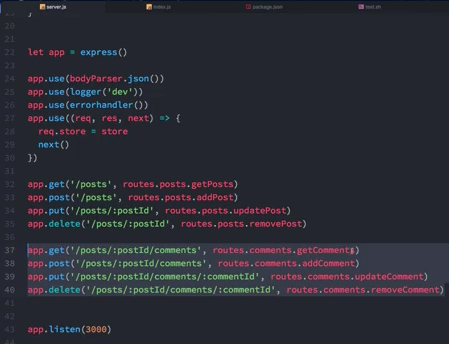 server.js index.js package.json test.sh
}
22 let app = express()
23
24 app.use(bodyParser.json())
25 app.use(logger('dev'))
26 app.use(errorhandler())
27 app.use((req, res, next) => {
28 req.store = store
29 next()
30 })
31
32 app.get('/posts', routes.posts.getPosts)
33 app.post('/posts', routes.posts.addPost)
34 app.put('/posts/:postId', routes.posts.updatePost)
35 app.delete('/posts/:postId', routes.posts.removePost)
36
37 app.get('/posts/:postId/comments', routes.comments.getComments)
38 app.post('/posts/:postId/comments', routes.comments.addComment)
39 app.put('/posts/:postId/comments/:commentId', routes.comments.updateComment)
40 app.delete('/posts/:postId/comments/:commentId', routes.comments.removeComment)
41
42
43 app.listen(3000)
44